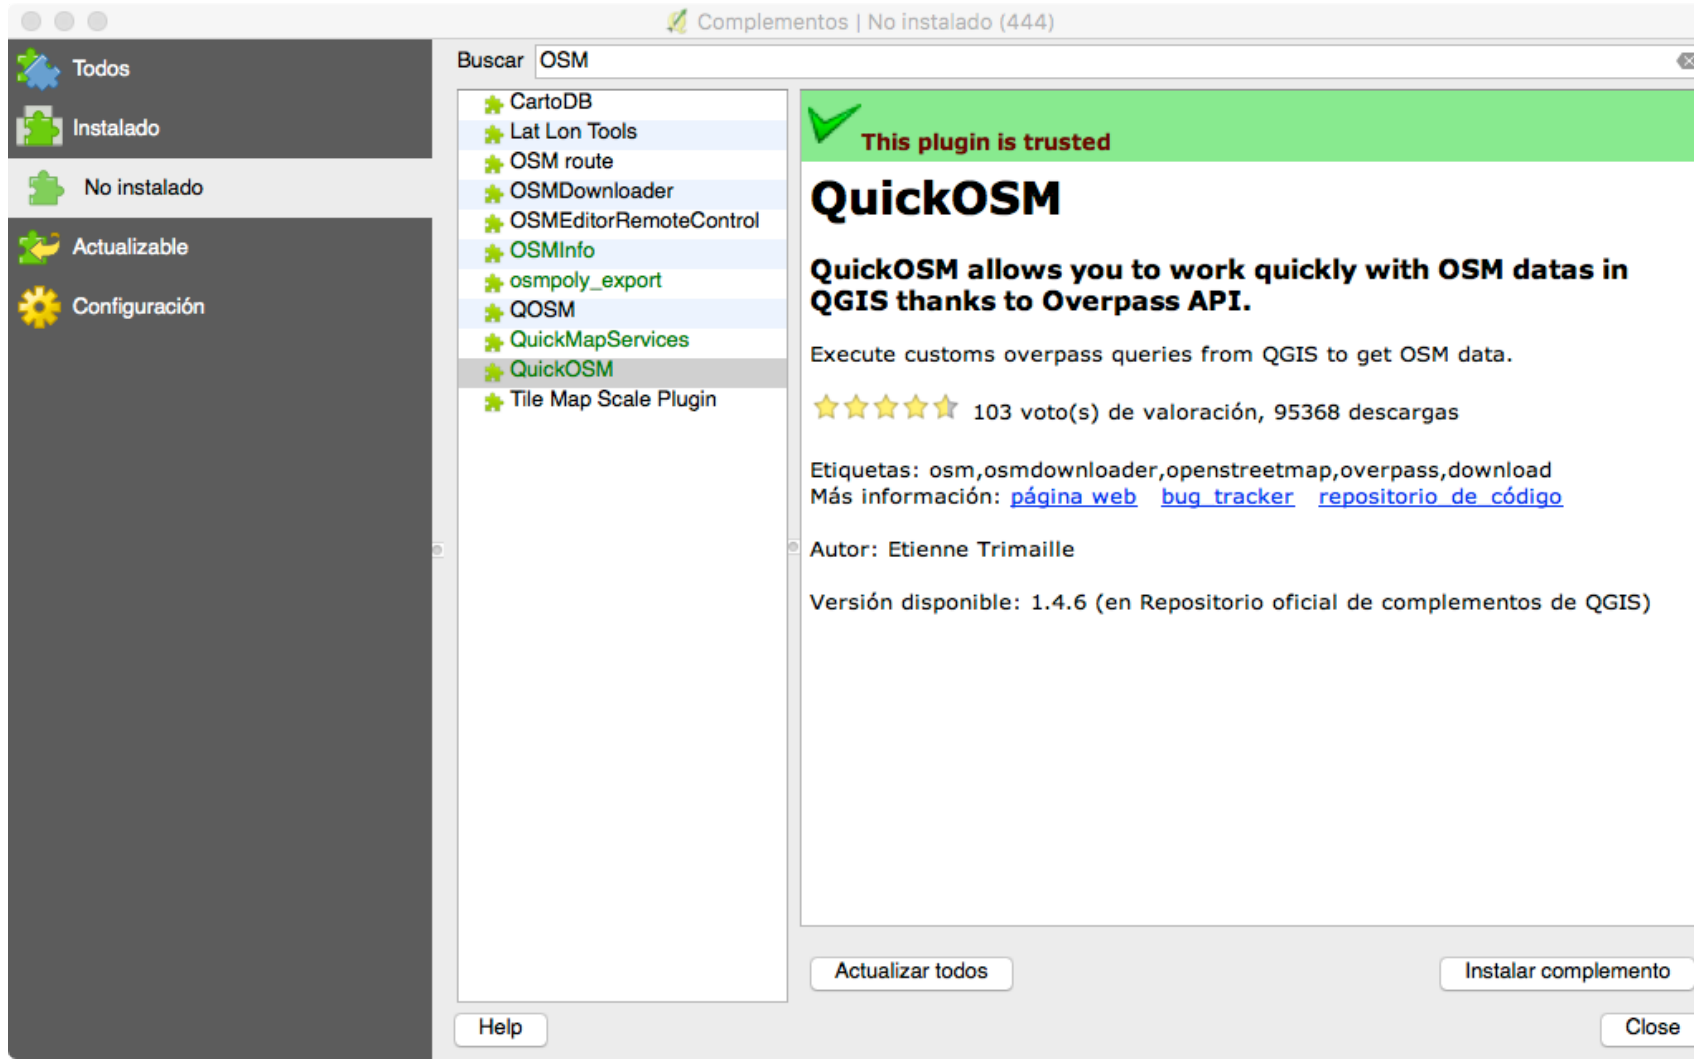 Complementos | No instalado (444)
Todos
Instalado
No instalado
Actualizable
Configuración
Buscar OSM
CartoDB
Lat Lon Tools
OSM route
OSMDownloader
OSMEditorRemoteControl
OSMInfo
osmpoly_export
QOSM
QuickMapServices
QuickOSM
Tile Map Scale Plugin
This plugin is trusted
QuickOSM
QuickOSM allows you to work quickly with OSM datas in
QGIS thanks to Overpass API.
Execute customs overpass queries from QGIS to get OSM data.
103 voto(s) de valoración, 95368 descargas
Etiquetas: osm,osmdownloader,openstreetmap,overpass,download
Más información: página web bug_tracker repositorio_de_código
Autor: Etienne Trimaille
Versión disponible: 1.4.6 (en Repositorio oficial de complementos de QGIS)
Actualizar todos
Instalar complemento
Help
Close